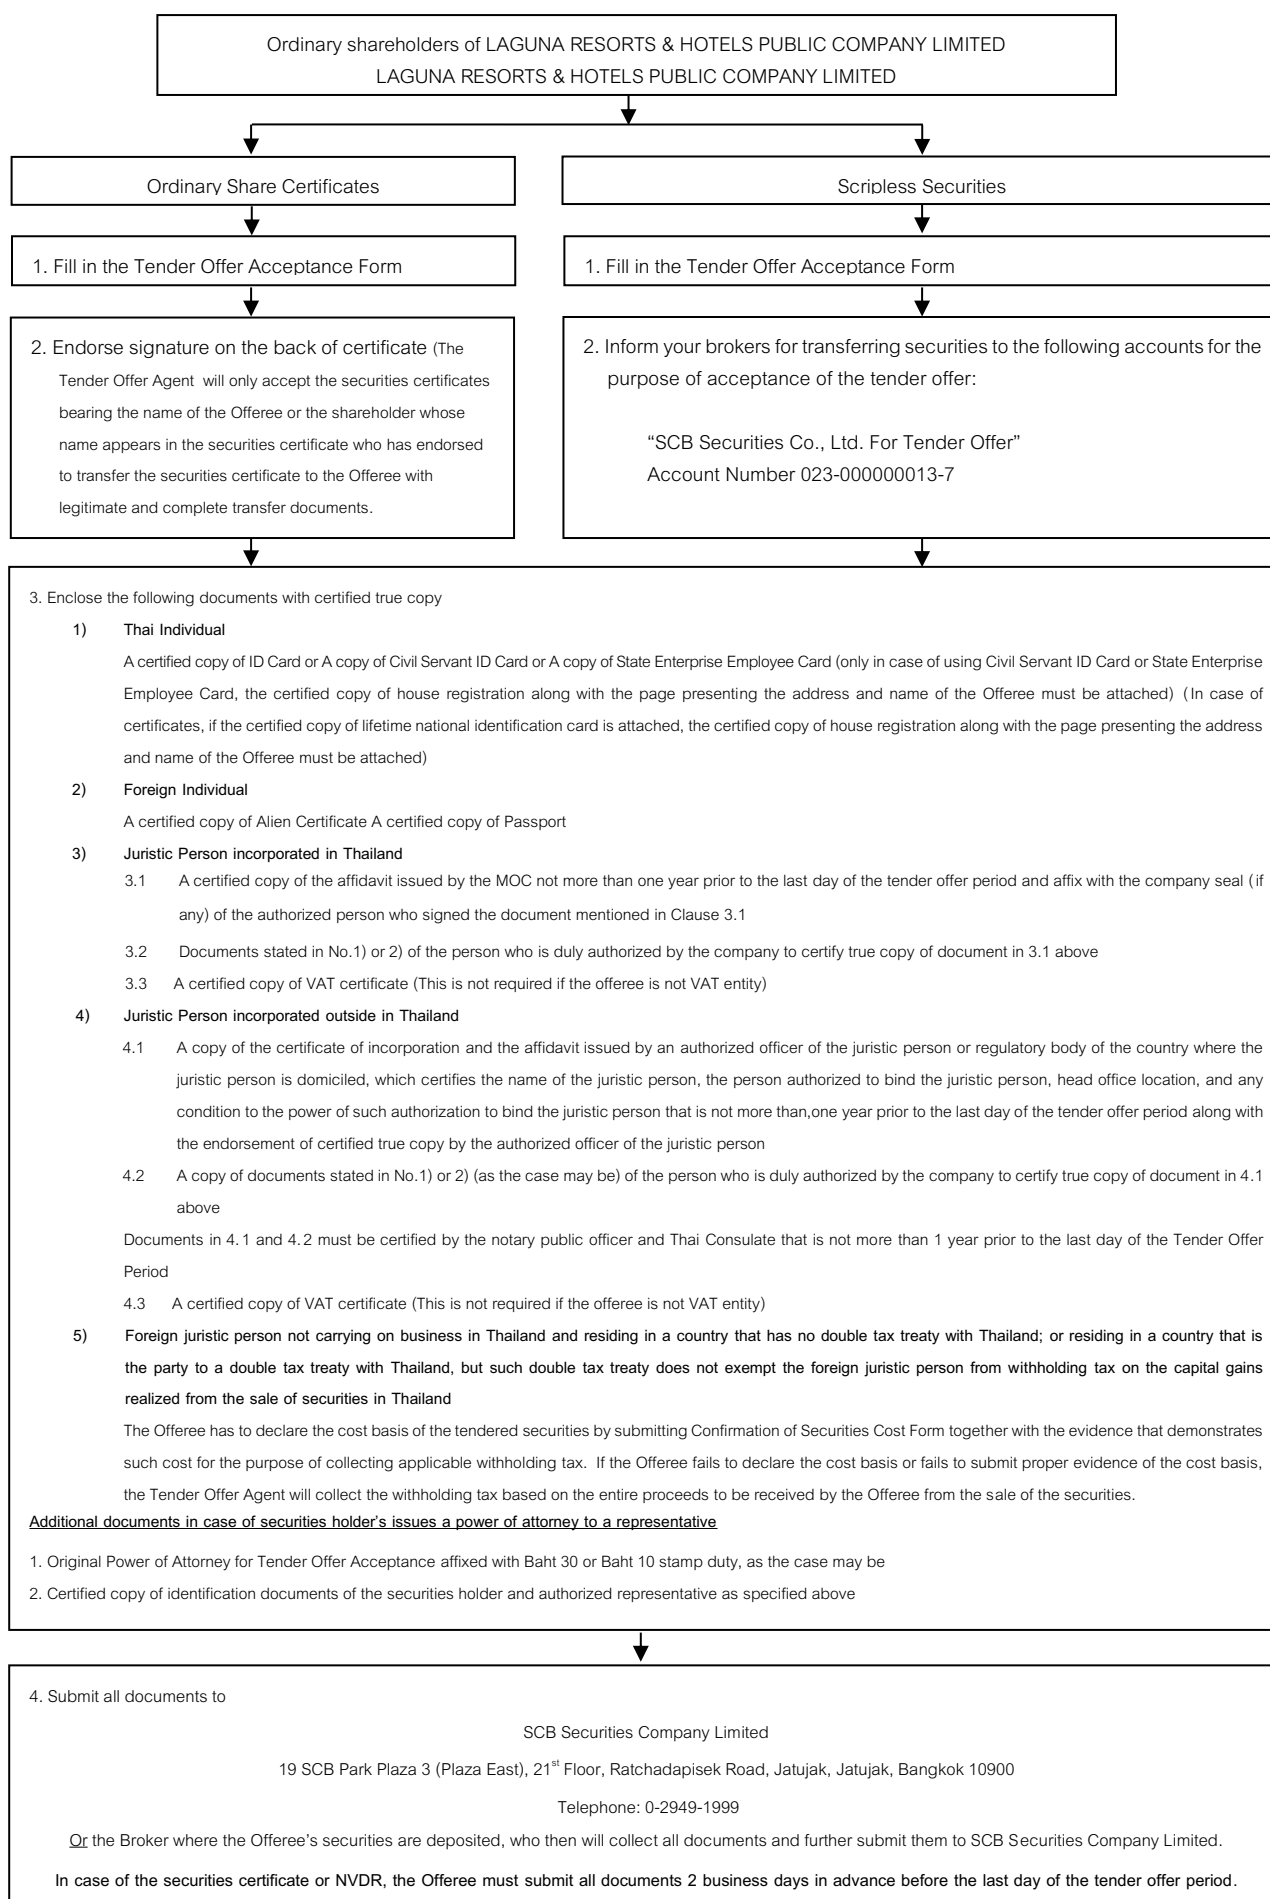 Ordinary shareholders of LAGUNA RESORTS & HOTELS PUBLIC COMPANY LIMITED
LAGUNA RESORTS & HOTELS PUBLIC COMPANY LIMITED
Ordinary Share Certificates
Scripless Securities
1. Fill in the Tender Offer Acceptance Form
1. Fill in the Tender Offer Acceptance Form
2. Endorse signature on the back of certificate (The
Tender Offer Agent will only accept the securities certificates
bearing the name of the Offeree or the shareholder whose
name appears in the securities certificate who has endorsed
to transfer the securities certificate to the Offeree with
legitimate and complete transfer documents.
2. Inform your brokers for transferring securities to the following accounts for the
purpose of acceptance of the tender offer:
“SCB Securities Co., Ltd. For Tender Offer”
Account Number 023-000000013-7
3. Enclose the following documents with certified true copy
1) Thai Individual
A certified copy of ID Card or A copy of Civil Servant ID Card or A copy of State Enterprise Employee Card (only in case of using Civil Servant ID Card or State Enterprise
Employee Card, the certified copy of house registration along with the page presenting the address and name of the Offeree must be attached) (In case of
certificates, if the certified copy of lifetime national identification card is attached, the certified copy of house registration along with the page presenting the address
and name of the Offeree must be attached)
2) Foreign Individual
A certified copy of Alien Certificate A certified copy of Passport
3) Juristic Person incorporated in Thailand
3.1 A certified copy of the affidavit issued by the MOC not more than one year prior to the last day of the tender offer period and affix with the company seal (if
any) of the authorized person who signed the document mentioned in Clause 3.1
3.2 Documents stated in No.1) or 2) of the person who is duly authorized by the company to certify true copy of document in 3.1 above
3.3 A certified copy of VAT certificate (This is not required if the offeree is not VAT entity)
4) Juristic Person incorporated outside in Thailand
4.1 A copy of the certificate of incorporation and the affidavit issued by an authorized officer of the juristic person or regulatory body of the country where the
juristic person is domiciled, which certifies the name of the juristic person, the person authorized to bind the juristic person, head office location, and any
condition to the power of such authorization to bind the juristic person that is not more than,one year prior to the last day of the tender offer period along with
the endorsement of certified true copy by the authorized officer of the juristic person
4.2 A copy of documents stated in No.1) or 2) (as the case may be) of the person who is duly authorized by the company to certify true copy of document in 4.1
above
Documents in 4.1 and 4.2 must be certified by the notary public officer and Thai Consulate that is not more than 1 year prior to the last day of the Tender Offer
Period
4.3 A certified copy of VAT certificate (This is not required if the offeree is not VAT entity)
5) Foreign juristic person not carrying on business in Thailand and residing in a country that has no double tax treaty with Thailand; or residing in a country that is
the party to a double tax treaty with Thailand, but such double tax treaty does not exempt the foreign juristic person from withholding tax on the capital gains
realized from the sale of securities in Thailand
The Offeree has to declare the cost basis of the tendered securities by submitting Confirmation of Securities Cost Form together with the evidence that demonstrates
such cost for the purpose of collecting applicable withholding tax. If the Offeree fails to declare the cost basis or fails to submit proper evidence of the cost basis,
the Tender Offer Agent will collect the withholding tax based on the entire proceeds to be received by the Offeree from the sale of the securities.
Additional documents in case of securities holder’s issues a power of attorney to a representative
1. Original Power of Attorney for Tender Offer Acceptance affixed with Baht 30 or Baht 10 stamp duty, as the case may be
2. Certified copy of identification documents of the securities holder and authorized representative as specified above
4. Submit all documents to
SCB Securities Company Limited
19 SCB Park Plaza 3 (Plaza East), 21st Floor, Ratchadapisek Road, Jatujak, Jatujak, Bangkok 10900
Telephone: 0-2949-1999
Or the Broker where the Offeree’s securities are deposited, who then will collect all documents and further submit them to SCB Securities Company Limited.
In case of the securities certificate or NVDR, the Offeree must submit all documents 2 business days in advance before the last day of the tender offer period.